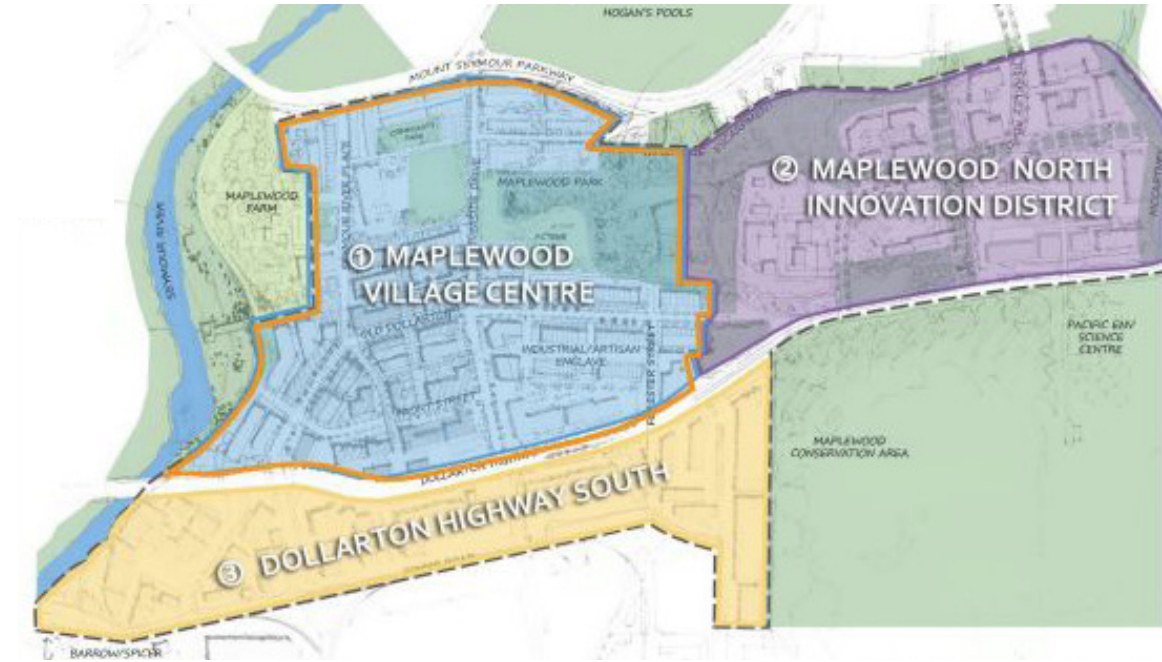 HOGAN'S POOLS
MOUNT SEYMOUR PARKWAY
MAPLEWOOD
FARM
MAPLEWOOD PARK
SEYMOUR RIVER
① MAPLEWOOD
VILLAGE CENTRE
② MAPLEWOOD NORTH
INNOVATION DISTRICT
OLD DOLLARTON
INDUSTRIAL/ARTISAN
ENCLAVE
FRONT STREET
PACIFIC ENV
SCIENCE
CENTRE
MAPLEWOOD
CONSERVATION AREA
DOLLARTON HIGHWAY
③ DOLLARTON HIGHWAY SOUTH
BARROW/SPICER